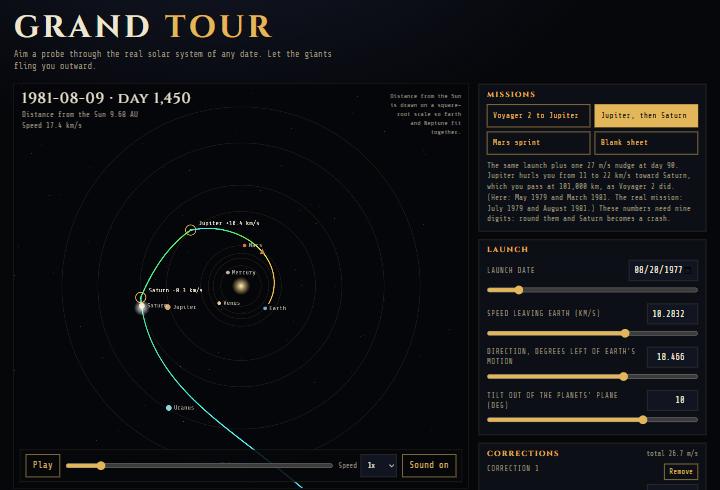 GRAND TOUR
Aim a probe through the real solar system of any date. Let the giants
fling you outward.
1981-08-09 · DAY 1,450
Distance from the Sun 9.60 AU
Speed 17.4 km/s
Distance from the Sun
is drawn on a square-
root scale so Earth
and Neptune fit
together.
Jupiter +10.4 km/s
Mars
Mercury
Saturn -0.3 km/s
Saturn
Jupiter
Venus
Earth
Uranus
Play
Speed
1x
Sound on
MISSIONS
Voyager 2 to Jupiter
Jupiter, then Saturn
Mars sprint
Blank sheet
The same launch plus one 27 m/s nudge at day 90.
Jupiter hurls you from 11 to 22 km/s toward Saturn,
which you pass at 101,000 km, as Voyager 2 did.
(Here: May 1979 and March 1981. The real mission:
July 1979 and August 1981.) These numbers need nine
digits: round them and Saturn becomes a crash.
LAUNCH
LAUNCH DATE
08/20/1977
SPEED LEAVING EARTH (KM/S)
10.2832
DIRECTION, DEGREES LEFT OF EARTH'S
MOTION
18.466
TILT OUT OF THE PLANETS' PLANE
(DEG)
10
CORRECTIONS
total 26.7 m/s
CORRECTION 1
Remove